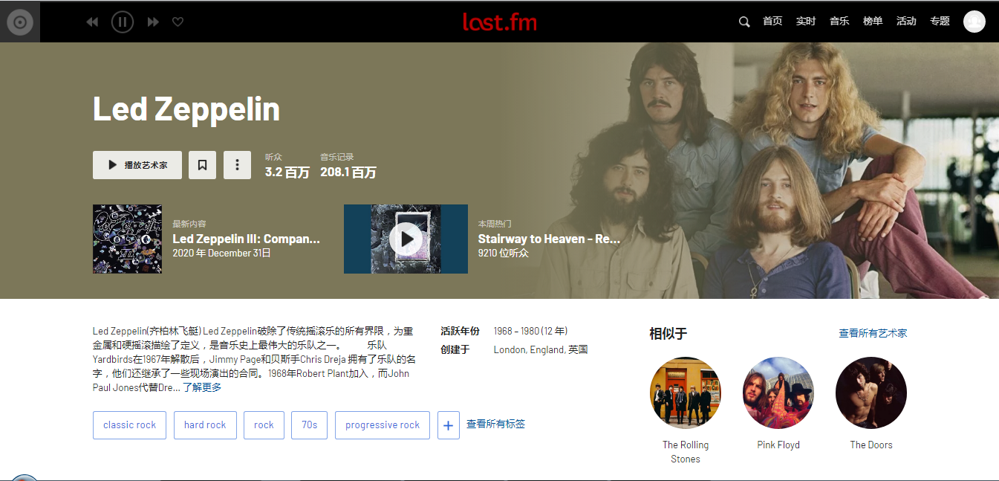 last.fm
首页 实时 音乐 榜单 活动 专题
Led Zeppelin
播放艺术家
听众 音乐记录
3.2 百万 208.1 百万
最新内容
Led Zeppelin III: Compan...
2020 年 December 31日
本周热门
Stairway to Heaven – Re...
9210 位听众
Led Zeppelin(齐柏林飞艇) Led Zeppelin破除了传统摇滚乐的所有界限，为重
金属和硬摇滚描绘了定义，是音乐史上最伟大的乐队之一。 乐队
Yardbirds在1967年解散后，Jimmy Page和贝斯手Chris Dreja 拥有了乐队的名
字，他们还继承了一些现场演出的合同。1968年Robert Plant加入，而John
Paul Jones代替Dre... 了解更多
活跃年份 1968 – 1980 (12 年)
创建于 London, England, 英国
classic rock hard rock rock 70s progressive rock + 查看所有标签
相似于 查看所有艺术家
The Rolling
Stones
Pink Floyd
The Doors